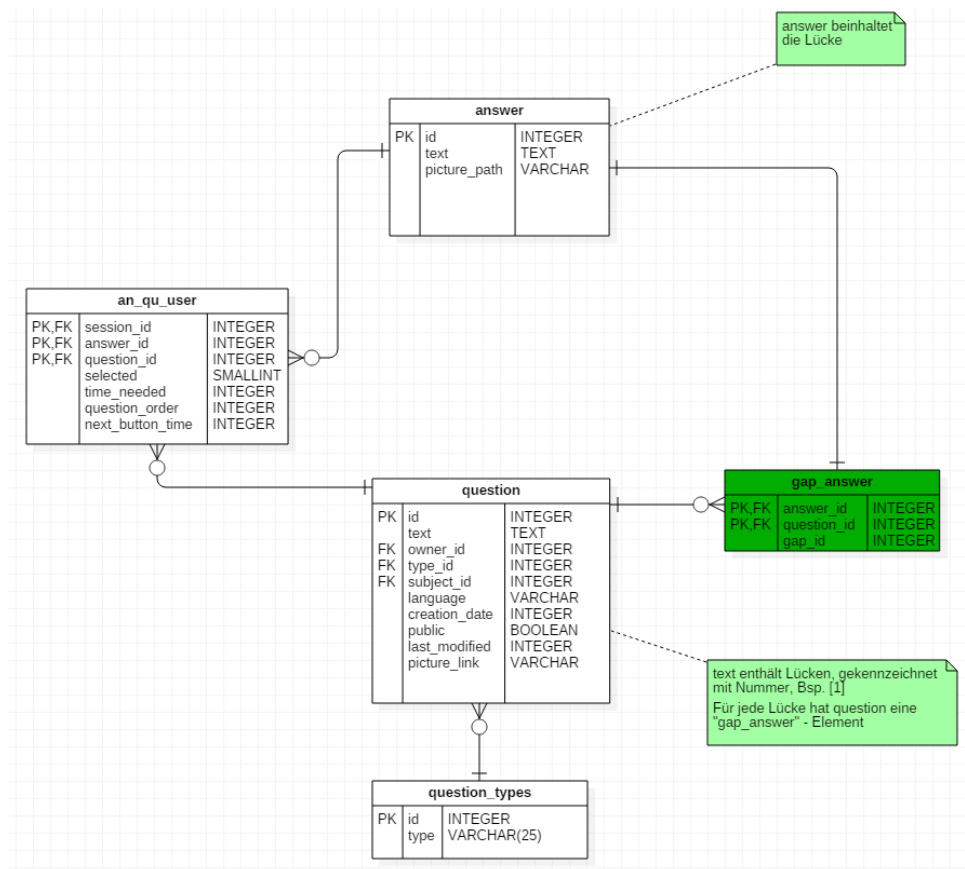 answer beinhaltet
die Lücke
answer
PK id INTEGER
text TEXT
picture_path VARCHAR
an_qu_user
PK,FK session_id INTEGER
PK,FK answer_id INTEGER
PK,FK question_id INTEGER
selected SMALLINT
time_needed INTEGER
question_order INTEGER
next_button_time INTEGER
question
PK id INTEGER
text TEXT
FK owner_id INTEGER
FK type_id INTEGER
FK subject_id INTEGER
language VARCHAR
creation_date INTEGER
public BOOLEAN
last_modified INTEGER
picture_link VARCHAR
gap_answer
PK,FK answer_id INTEGER
PK,FK question_id INTEGER
gap_id INTEGER
text enthält Lücken, gekennzeichnet
mit Nummer, Bsp. [1]
Für jede Lücke hat question eine
"gap_answer" - Element
question_types
PK id INTEGER
type VARCHAR(25)